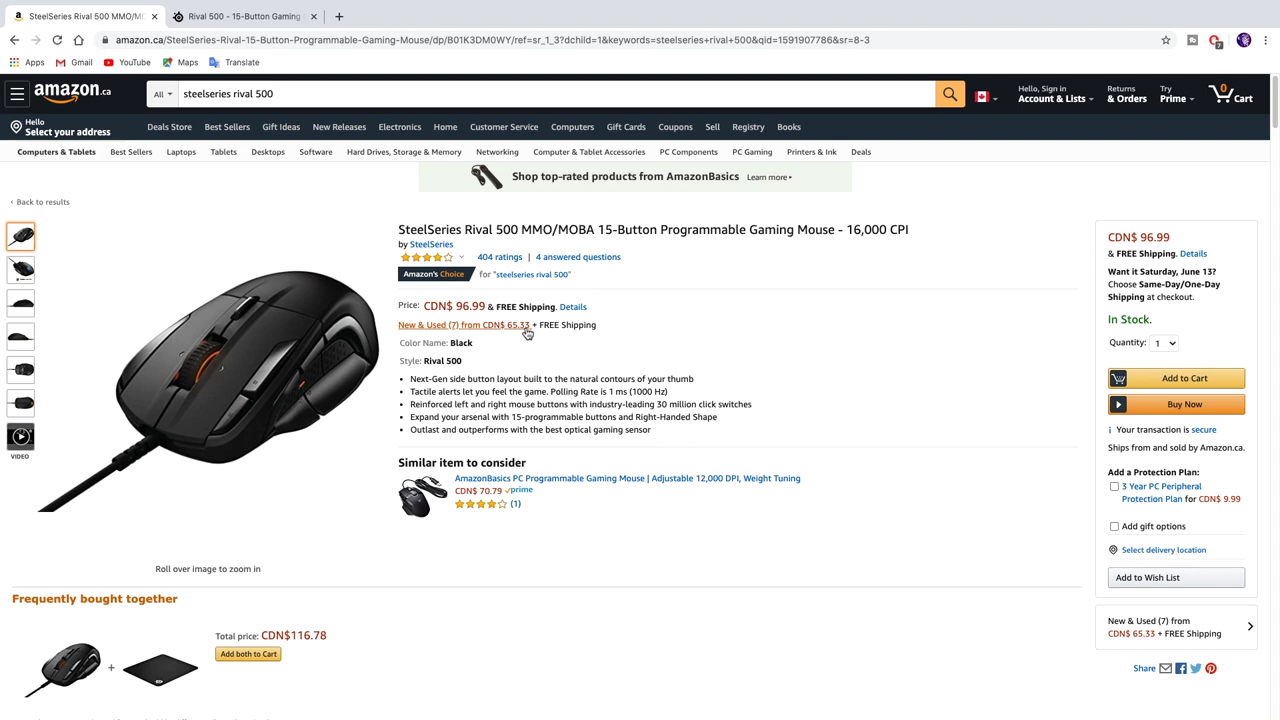 SteelSeries Rival 500 MMO/MO
Rival 500 - 15-Button Gaming
amazon.ca/SteelSeries-Rival-15-Button-Programmable-Gaming-Mouse/dp/B01K3DM0WY/ref=sr_1_3?dchild=1&keywords=steelseries+rival+500&qid=1591907786&sr=8-3
Apps Gmail YouTube Maps Translate
amazon.ca
All
steelseries rival 500
Hello, Sign in
Account & Lists
Returns
& Orders
Try
Prime
0
Cart
Hello
Select your address
Deals Store Best Sellers Gift Ideas New Releases Electronics Home Customer Service Computers Gift Cards Coupons Sell Registry Books
Computers & Tablets Best Sellers Laptops Tablets Desktops Software Hard Drives, Storage & Memory Networking Computer & Tablet Accessories PC Components PC Gaming Printers & Ink Deals
Shop top-rated products from AmazonBasics Learn more
‹ Back to results
SteelSeries Rival 500 MMO/MOBA 15-Button Programmable Gaming Mouse - 16,000 CPI
by SteelSeries
404 ratings | 4 answered questions
Amazon's Choice for "steelseries rival 500"
Price: CDN$ 96.99 & FREE Shipping. Details
New & Used (7) from CDN$ 65.33 + FREE Shipping
Color Name: Black
Style: Rival 500
• Next-Gen side button layout built to the natural contours of your thumb
• Tactile alerts let you feel the game. Polling Rate is 1 ms (1000 Hz)
• Reinforced left and right mouse buttons with industry-leading 30 million click switches
• Expand your arsenal with 15-programmable buttons and Right-Handed Shape
• Outlast and outperforms with the best optical gaming sensor
VIDEO
Similar item to consider
AmazonBasics PC Programmable Gaming Mouse | Adjustable 12,000 DPI, Weight Tuning
CDN$ 70.79 prime
(1)
Roll over image to zoom in
CDN$ 96.99
& FREE Shipping. Details
Want it Saturday, June 13?
Choose Same-Day/One-Day
Shipping at checkout.
In Stock.
Quantity: 1
Add to Cart
Buy Now
Your transaction is secure
Ships from and sold by Amazon.ca.
Add a Protection Plan:
3 Year PC Peripheral
Protection Plan for CDN$ 9.99
Add gift options
Select delivery location
Add to Wish List
New & Used (7) from
CDN$ 65.33 + FREE Shipping
Share
Frequently bought together
Total price: CDN$116.78
Add both to Cart